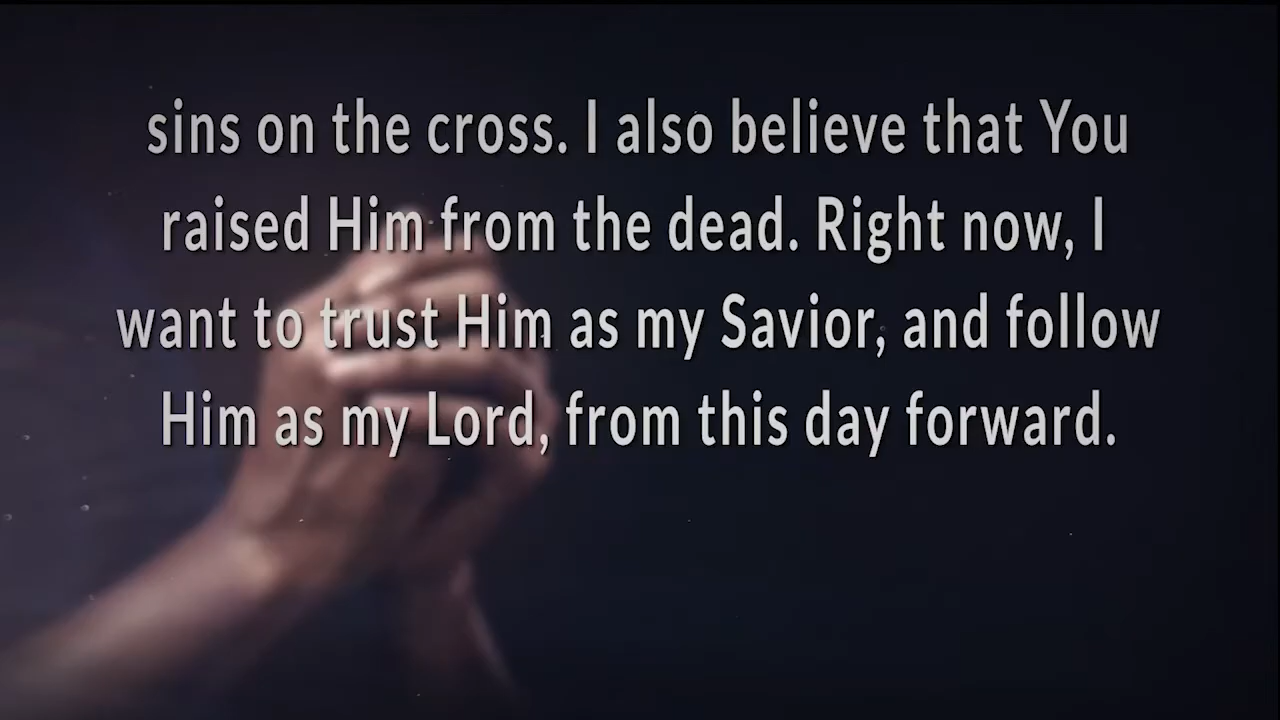 sins on the cross. I also believe that You
raised Him from the dead. Right now, I
want to trust Him as my Savior, and follow
Him as my Lord, from this day forward.